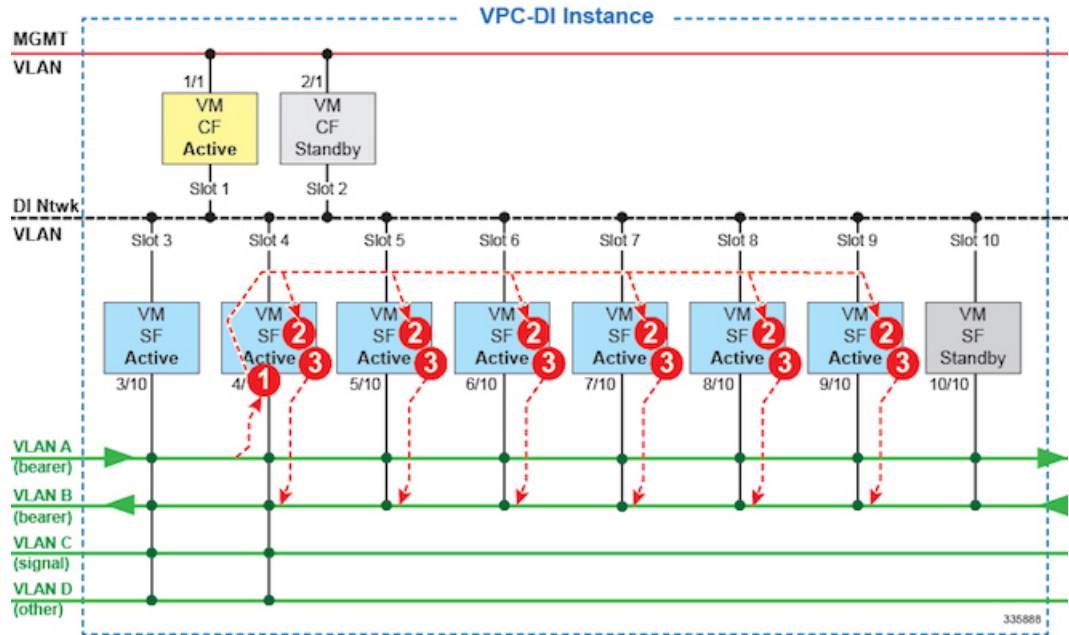 VPC-DI Instance
MGMT
VLAN
1/1
2/1
VM
CF
Active
VM
CF
Standby
Slot 1
Slot 2
DI Ntwk
VLAN
Slot 3
Slot 4
Slot 5
Slot 6
Slot 7
Slot 8
Slot 9
Slot 10
VM
SF
Active
VM
SF 2
Active 3
VM
SF 2
Active 3
VM
SF 2
Active 3
VM
SF 2
Active 3
VM
SF 2
Active 3
VM
SF 2
Active 3
VM
SF
Standby
3/10
4/ 1
5/10
6/10
7/10
8/10
9/10
10/10
VLAN A
(bearer)
VLAN B
(bearer)
VLAN C
(signal)
VLAN D
(other)
335888